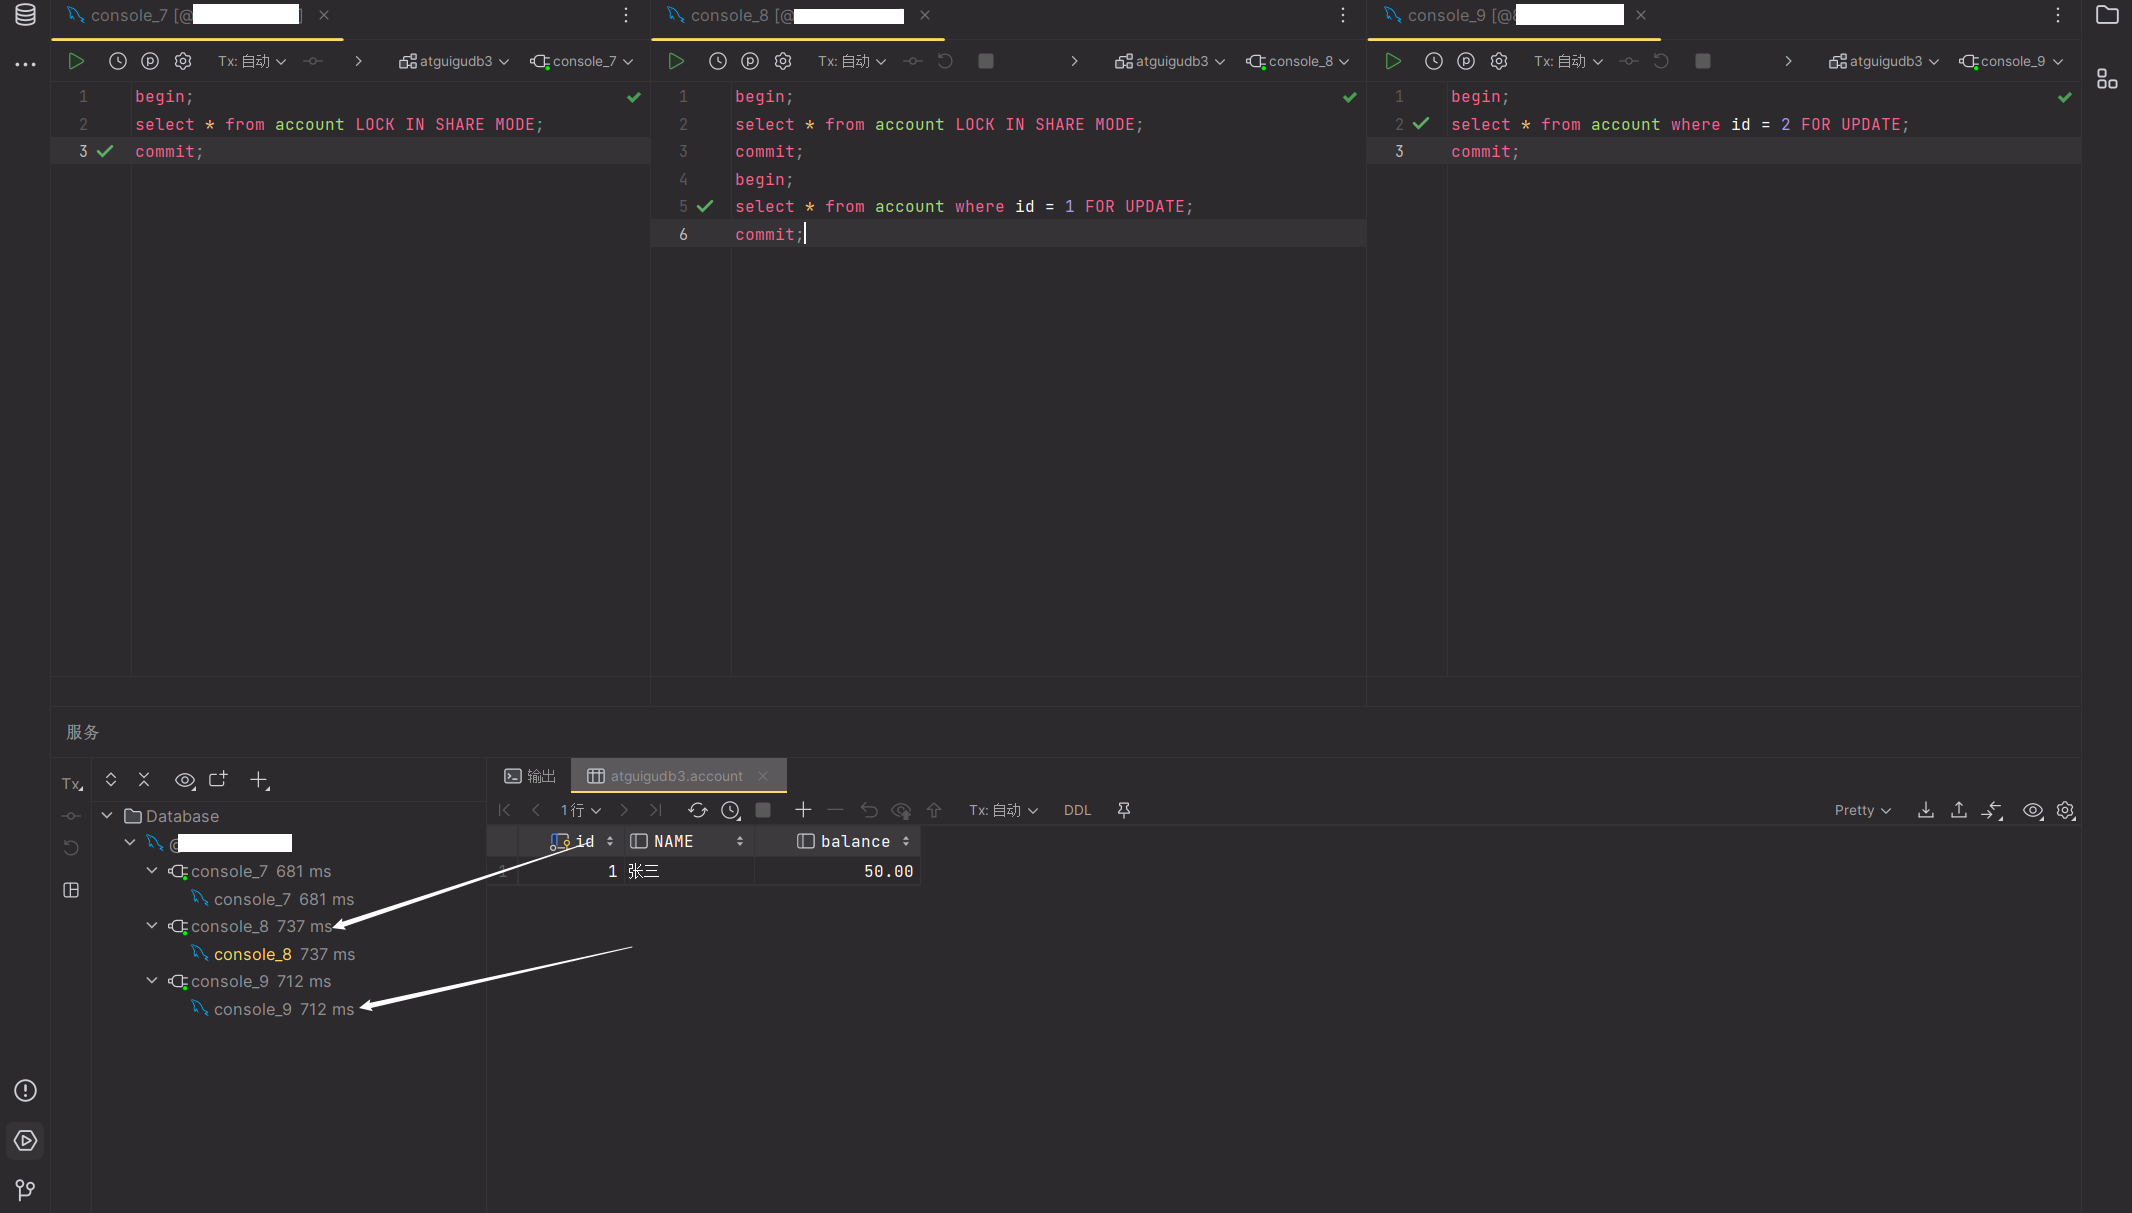 console_7 [@
Tx: 自动
atguigudb3
console_7
1 begin;
2 select * from account LOCK IN SHARE MODE;
3 commit;
console_8 [@
Tx: 自动
atguigudb3
console_8
1 begin;
2 select * from account LOCK IN SHARE MODE;
3 commit;
4 begin;
5 select * from account where id = 1 FOR UPDATE;
6 commit;
console_9 [@
Tx: 自动
atguigudb3
console_9
1 begin;
2 select * from account where id = 2 FOR UPDATE;
3 commit;
服务
Tx
Database
@
console_7 681 ms
console_7 681 ms
console_8 737 ms
console_8 737 ms
console_9 712 ms
console_9 712 ms
输出
atguigudb3.account
1行
Tx: 自动
DDL
Pretty
id NAME balance
1 1 张三 50.00